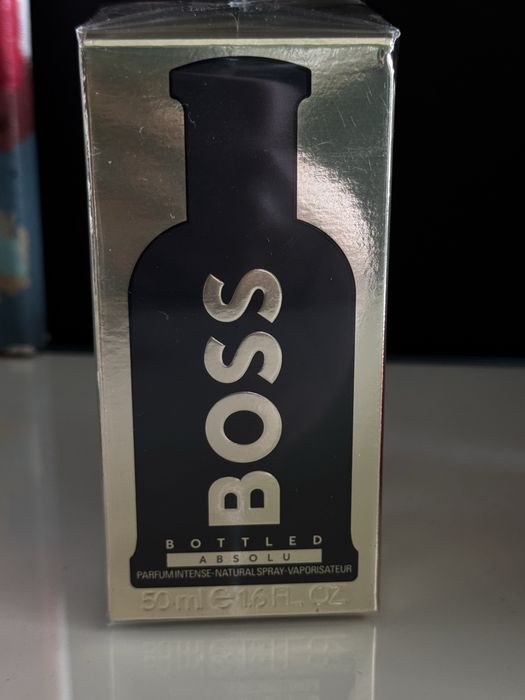 BOSS
BOTTLED
ABSOLU
PARFUM INTENSE-NATURAL SPRAY-VAPORISATEUR
50 ml ℮ 1.6 FL. OZ.